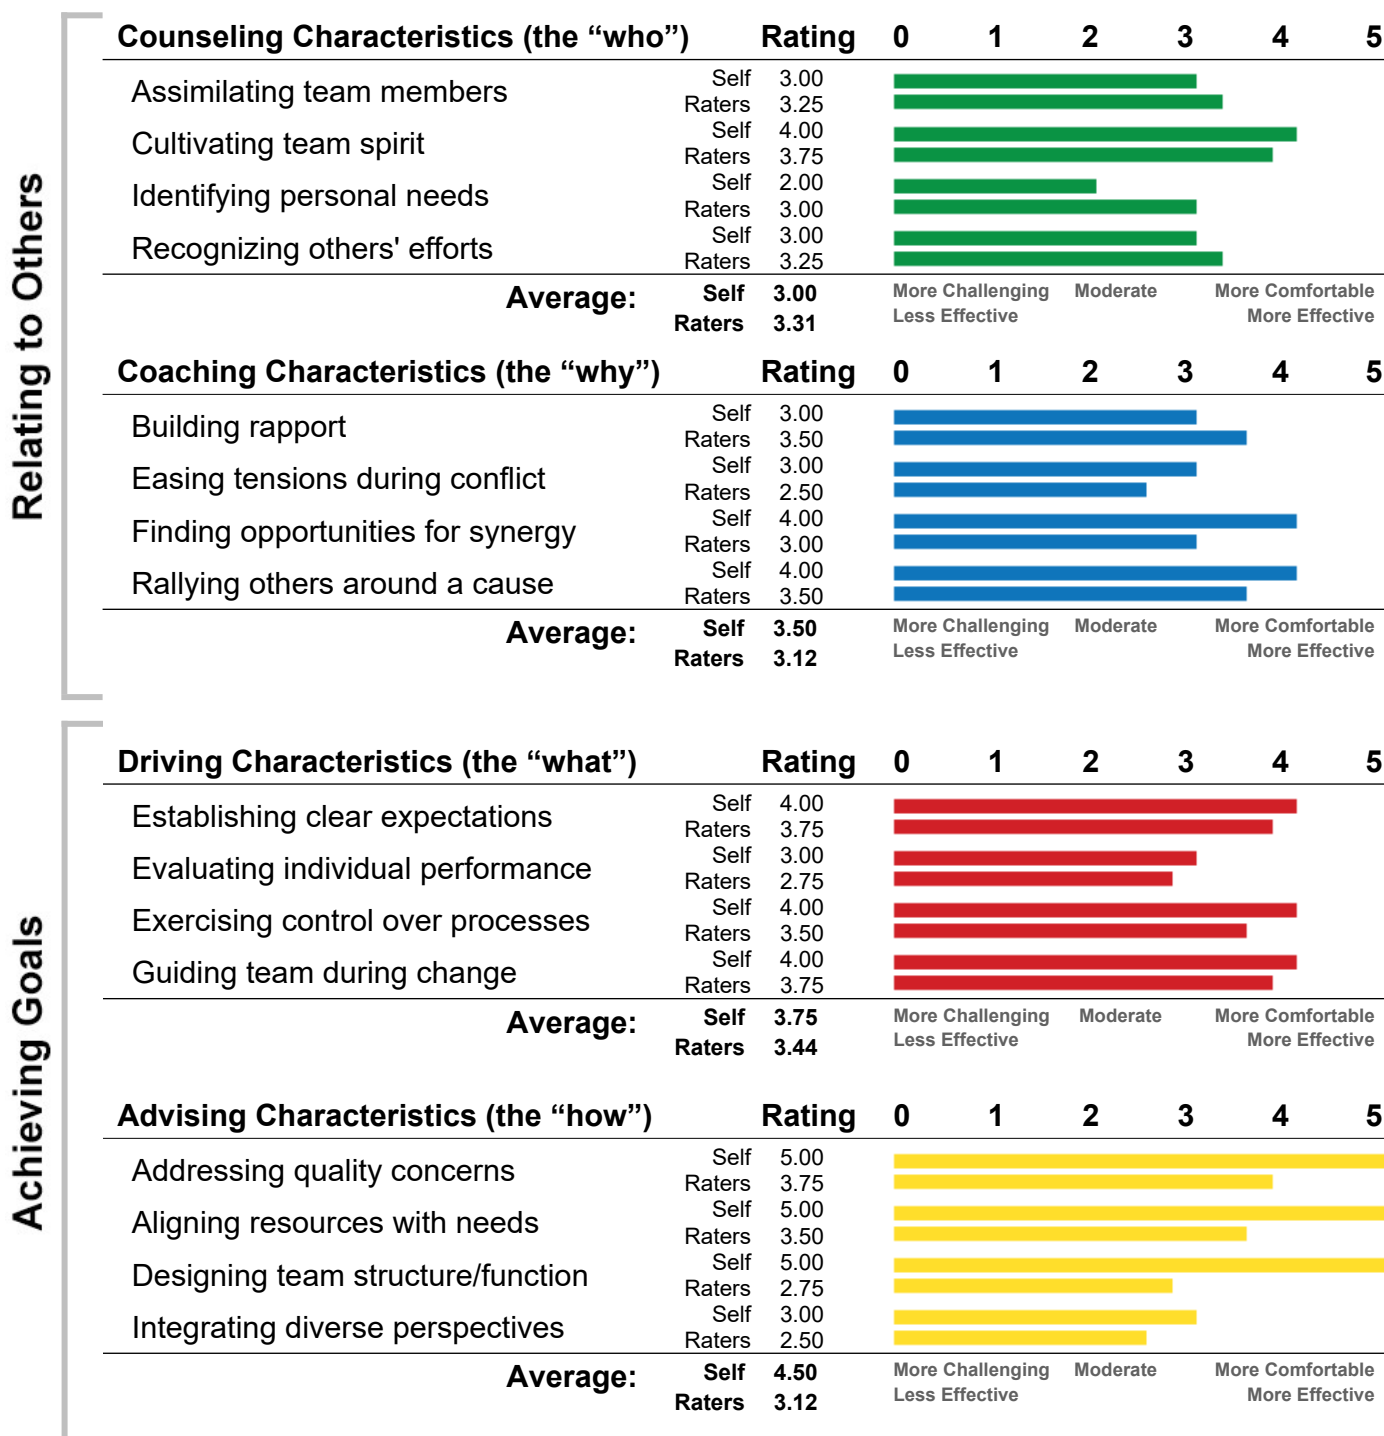 Relating to Others
Counseling Characteristics (the “who”) Rating 0 1 2 3 4 5
Assimilating team members Self 3.00
Raters 3.25
Cultivating team spirit Self 4.00
Raters 3.75
Identifying personal needs Self 2.00
Raters 3.00
Recognizing others' efforts Self 3.00
Raters 3.25
Average: Self 3.00
Raters 3.31
More Challenging Moderate More Comfortable
Less Effective More Effective
Coaching Characteristics (the “why”) Rating 0 1 2 3 4 5
Building rapport Self 3.00
Raters 3.50
Easing tensions during conflict Self 3.00
Raters 2.50
Finding opportunities for synergy Self 4.00
Raters 3.00
Rallying others around a cause Self 4.00
Raters 3.50
Average: Self 3.50
Raters 3.12
More Challenging Moderate More Comfortable
Less Effective More Effective
Achieving Goals
Driving Characteristics (the “what”) Rating 0 1 2 3 4 5
Establishing clear expectations Self 4.00
Raters 3.75
Evaluating individual performance Self 3.00
Raters 2.75
Exercising control over processes Self 4.00
Raters 3.50
Guiding team during change Self 4.00
Raters 3.75
Average: Self 3.75
Raters 3.44
More Challenging Moderate More Comfortable
Less Effective More Effective
Advising Characteristics (the “how”) Rating 0 1 2 3 4 5
Addressing quality concerns Self 5.00
Raters 3.75
Aligning resources with needs Self 5.00
Raters 3.50
Designing team structure/function Self 5.00
Raters 2.75
Integrating diverse perspectives Self 3.00
Raters 2.50
Average: Self 4.50
Raters 3.12
More Challenging Moderate More Comfortable
Less Effective More Effective